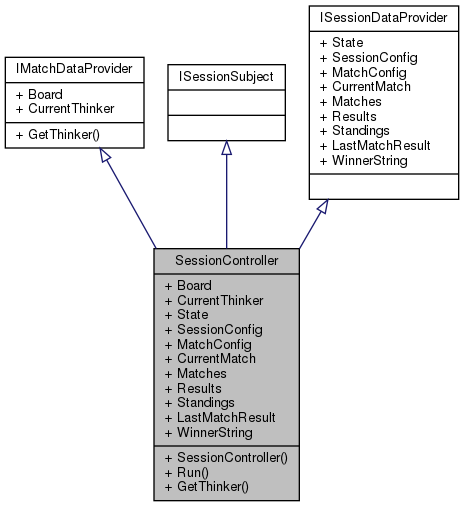 IMatchDataProvider
+ Board
+ CurrentThinker
+ GetThinker()
ISessionSubject
ISessionDataProvider
+ State
+ SessionConfig
+ MatchConfig
+ CurrentMatch
+ Matches
+ Results
+ Standings
+ LastMatchResult
+ WinnerString
SessionController
+ Board
+ CurrentThinker
+ State
+ SessionConfig
+ MatchConfig
+ CurrentMatch
+ Matches
+ Results
+ Standings
+ LastMatchResult
+ WinnerString
+ SessionController()
+ Run()
+ GetThinker()